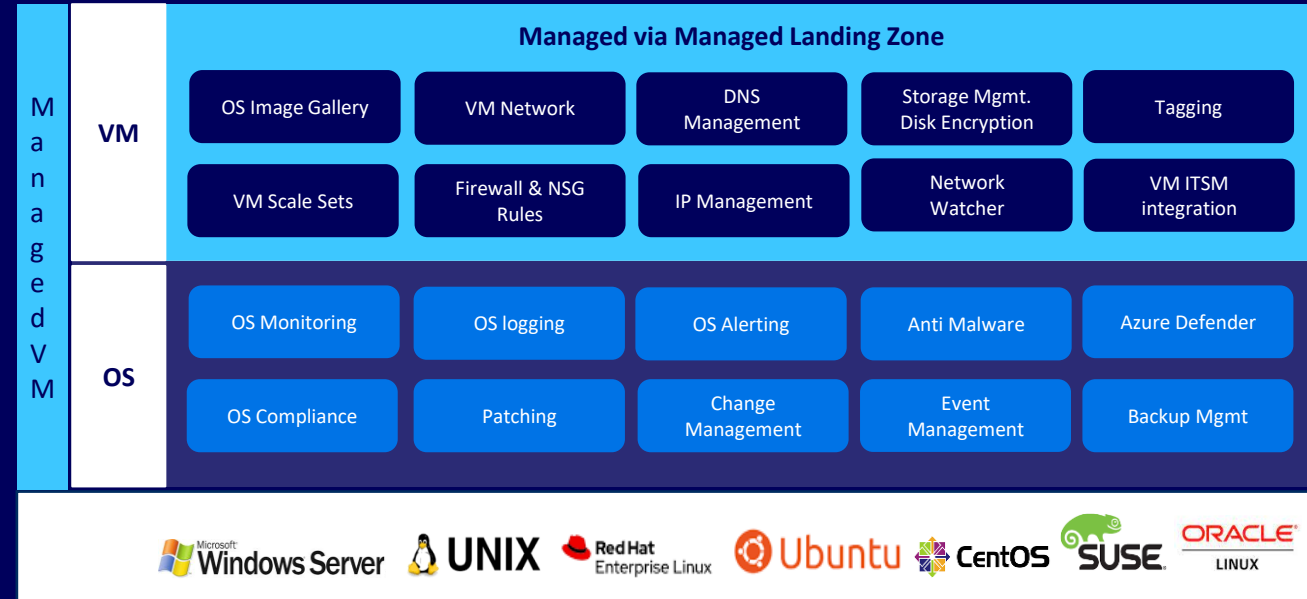 Managed VM
VM
Managed via Managed Landing Zone
OS Image Gallery
VM Network
DNS
Management
Storage Mgmt.
Disk Encryption
Tagging
VM Scale Sets
Firewall & NSG
Rules
IP Management
Network
Watcher
VM ITSM
integration
OS
OS Monitoring
OS logging
OS Alerting
Anti Malware
Azure Defender
OS Compliance
Patching
Change
Management
Event
Management
Backup Mgmt
Microsoft
Windows Server
UNIX
Red Hat
Enterprise Linux
Ubuntu
CentOS
SUSE
ORACLE
LINUX